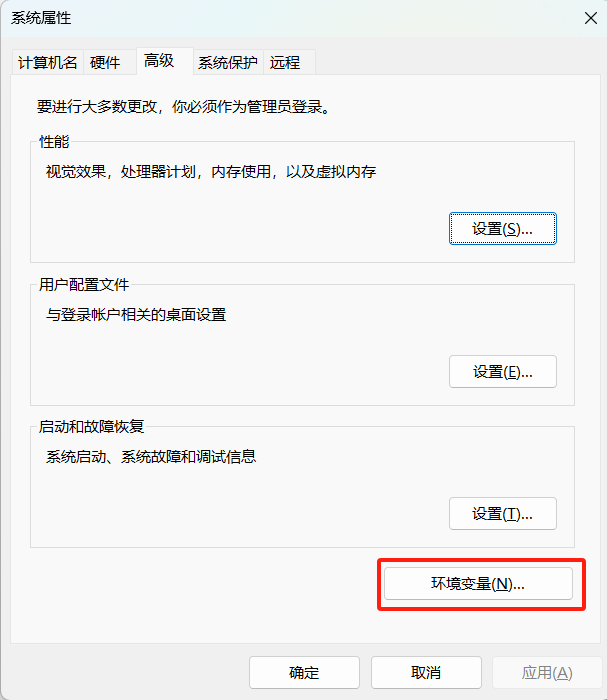 系统属性
计算机名 硬件 高级 系统保护 远程
要进行大多数更改，你必须作为管理员登录。
性能
视觉效果，处理器计划，内存使用，以及虚拟内存
设置(S)...
用户配置文件
与登录帐户相关的桌面设置
设置(E)...
启动和故障恢复
系统启动、系统故障和调试信息
设置(T)...
环境变量(N)...
确定 取消 应用(A)